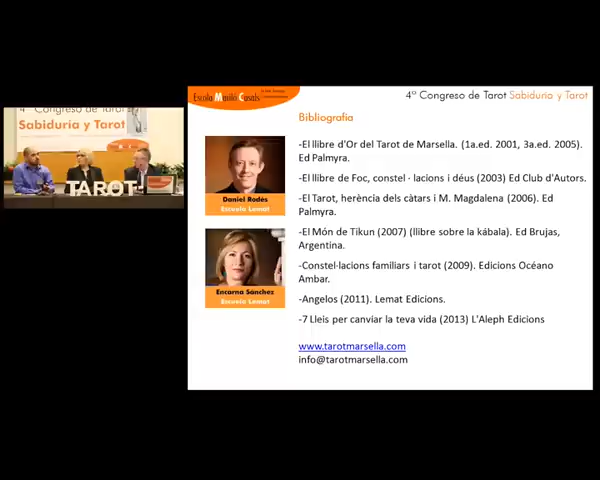 4º Congreso de Tarot
Sabiduría y Tarot
TAROT
Escola Mariló Casals
4º Congreso de Tarot Sabiduria y Tarot
Bibliografia
-El llibre d'Or del Tarot de Marsella. (1a.ed. 2001, 3a.ed. 2005).
Ed Palmyra.
-El llibre de Foc, constel · lacions i déus (2003) Ed Club d'Autors.
-El Tarot, herència dels càtars i M. Magdalena (2006). Ed
Palmyra.
-El Món de Tikun (2007) (llibre sobre la kábala). Ed Brujas,
Argentina.
-Constel·lacions familiars i tarot (2009). Edicions Océano
Ambar.
-Angelos (2011). Lemat Edicions.
-7 Lleis per canviar la teva vida (2013) L'Aleph Edicions
www.tarotmarsella.com
info@tarotmarsella.com
Daniel Rodés
Escuela Lemat
Encarna Sánchez
Escuela Lemat